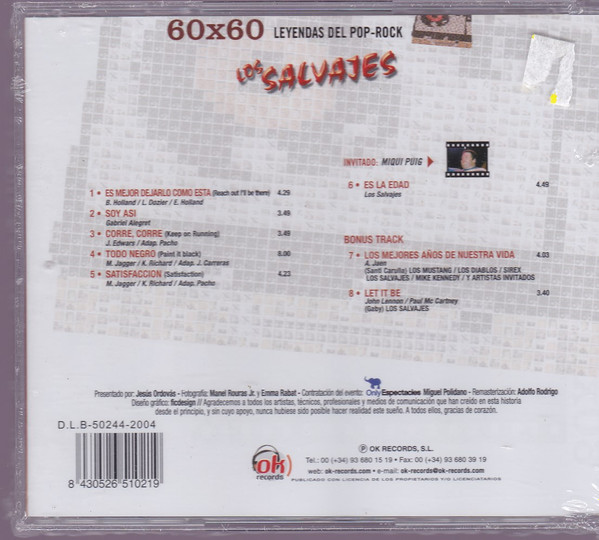 60x60 LEYENDAS DEL POP-ROCK
LOS SALVAJES
1 • ES MEJOR DEJARLO COMO ESTA (Reach out I'll be there) 4.29
B. Holland / L. Dozier / E. Holland
2 • SOY ASI 3.49
Gabriel Alegret
3 • CORRE, CORRE (Keep on Running) 3.49
J. Edwars / Adap. Pacho
4 • TODO NEGRO (Paint it black) 8.00
M. Jagger / K. Richard / Adap. J. Carreras
5 • SATISFACCION (Satisfaction) 4.23
M. Jagger / K. Richard / Adap. Pacho
INVITADO: MIQUI PUIG
6 • ES LA EDAD 4.49
Los Salvajes
BONUS TRACK
7 • LOS MEJORES AÑOS DE NUESTRA VIDA 4.03
A. Jaen
(Santi Carulla) LOS MUSTANG / LOS DIABLOS / SIREX
LOS SALVAJES / MIKE KENNEDY / Y ARTISTAS INVITADOS
8 • LET IT BE 3.40
John Lennon / Paul Mc Cartney
(Gaby) LOS SALVAJES
Presentado por: Jesús Ordovás - Fotografía: Manel Rouras Jr. y Emma Rabat - Contratación del evento: OnlyEspectacles Miguel Polidano - Remasterización: Adolfo Rodrigo
Diseño gráfico: ficdesign // Agradecemos a todos los artistas, técnicos, profesionales y medios de comunicación que han creído en esta historia
desde el principio, y sin cuyo apoyo, nunca hubiese sido posible hacer realidad este sueño. A todos ellos, gracias de corazón.
D.L.B-50244-2004
8 430526 510219
ok
records
Ⓟ OK RECORDS, S.L.
Tel.: 00 (+34) 93 680 15 19 • Fax: 00 (+34) 93 680 39 19
web: ok-records.com • e-mail: ok-records@ok-records.com
PUBLICADO CON LICENCIA DE LOS PROPIETARIOS Y/O LICENCIATARIOS